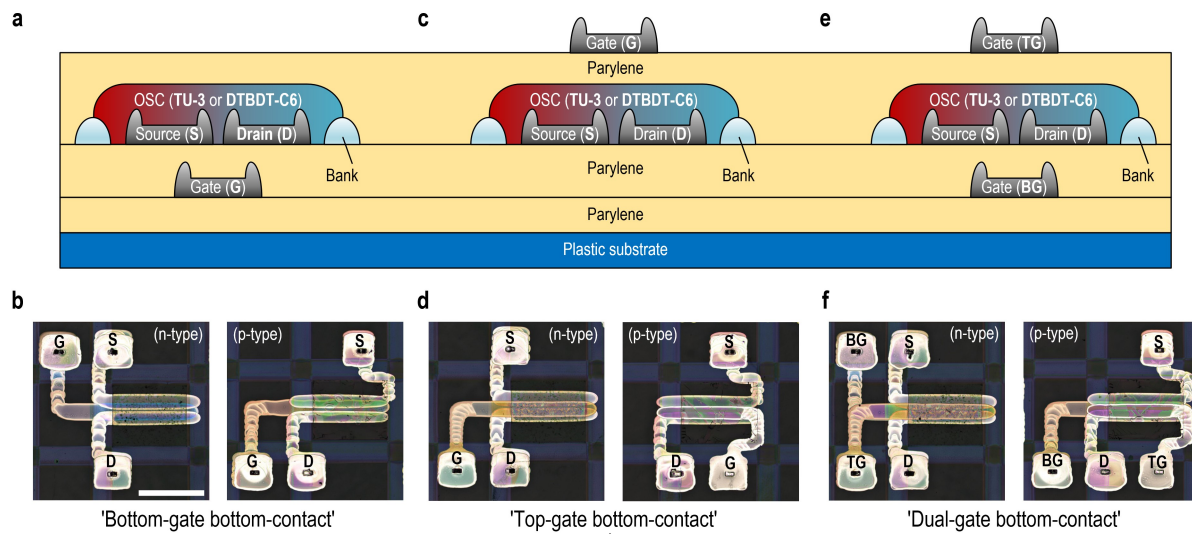 a
c
e
Gate (G)
Gate (TG)
Parylene
OSC (TU-3 or DTBDT-C6)
Source (S)
Drain (D)
OSC (TU-3 or DTBDT-C6)
Source (S)
Drain (D)
OSC (TU-3 or DTBDT-C6)
Source (S)
Drain (D)
Bank
Parylene
Bank
Bank
Gate (G)
Gate (BG)
Parylene
Plastic substrate
b
d
f
G
S
(n-type)
D
(p-type)
S
G
D
S
(n-type)
G
D
(p-type)
S
D
G
BG
S
(n-type)
TG
D
(p-type)
S
BG
D
TG
'Bottom-gate bottom-contact'
'Top-gate bottom-contact'
'Dual-gate bottom-contact'